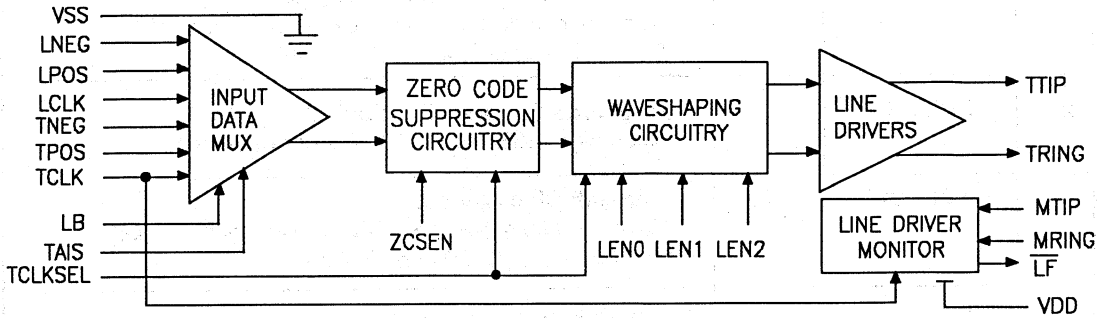 VSS
LNEG
LPOS
LCLK
TNEG
TPOS
TCLK
LB
TAIS
TCLKSEL
INPUT
DATA
MUX
ZERO CODE
SUPPRESSION
CIRCUITRY
ZCSEN
WAVESHAPING
CIRCUITRY
LEN0 LEN1 LEN2
LINE
DRIVERS
TTIP
TRING
LINE DRIVER
MONITOR
MTIP
MRING
L̅F̅
VDD